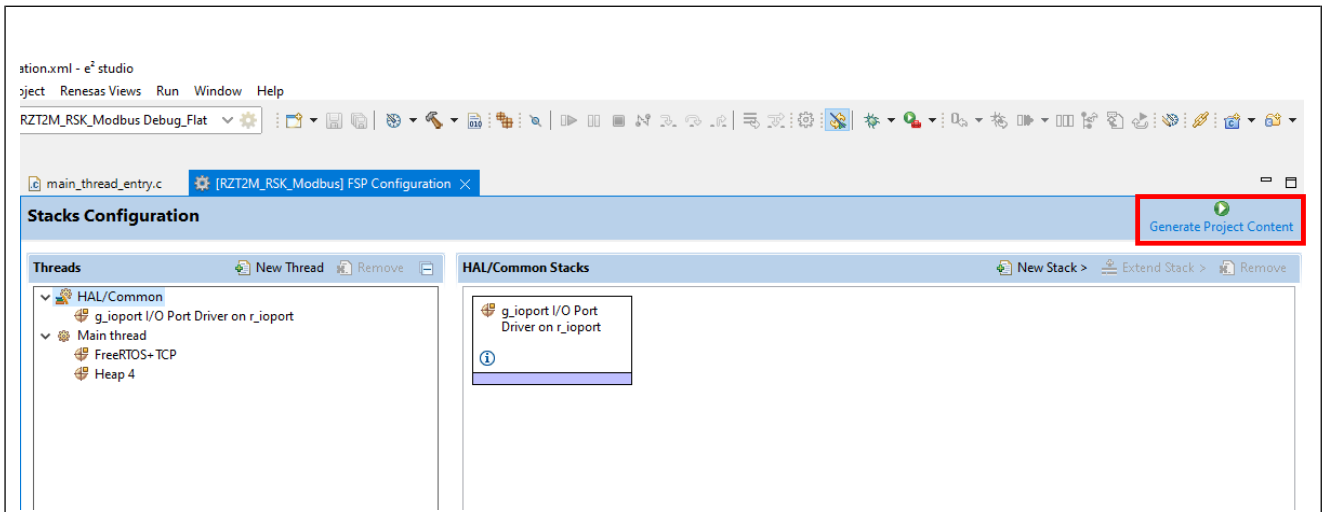 ation.xml - e² studio
oject Renesas Views Run Window Help
RZT2M_RSK_Modbus Debug_Flat
main_thread_entry.c [RZT2M_RSK_Modbus] FSP Configuration
Stacks Configuration
Generate Project Content
Threads New Thread Remove
HAL/Common Stacks New Stack > Extend Stack > Remove
HAL/Common
g_ioport I/O Port Driver on r_ioport
Main thread
FreeRTOS+TCP
Heap 4
g_ioport I/O Port
Driver on r_ioport